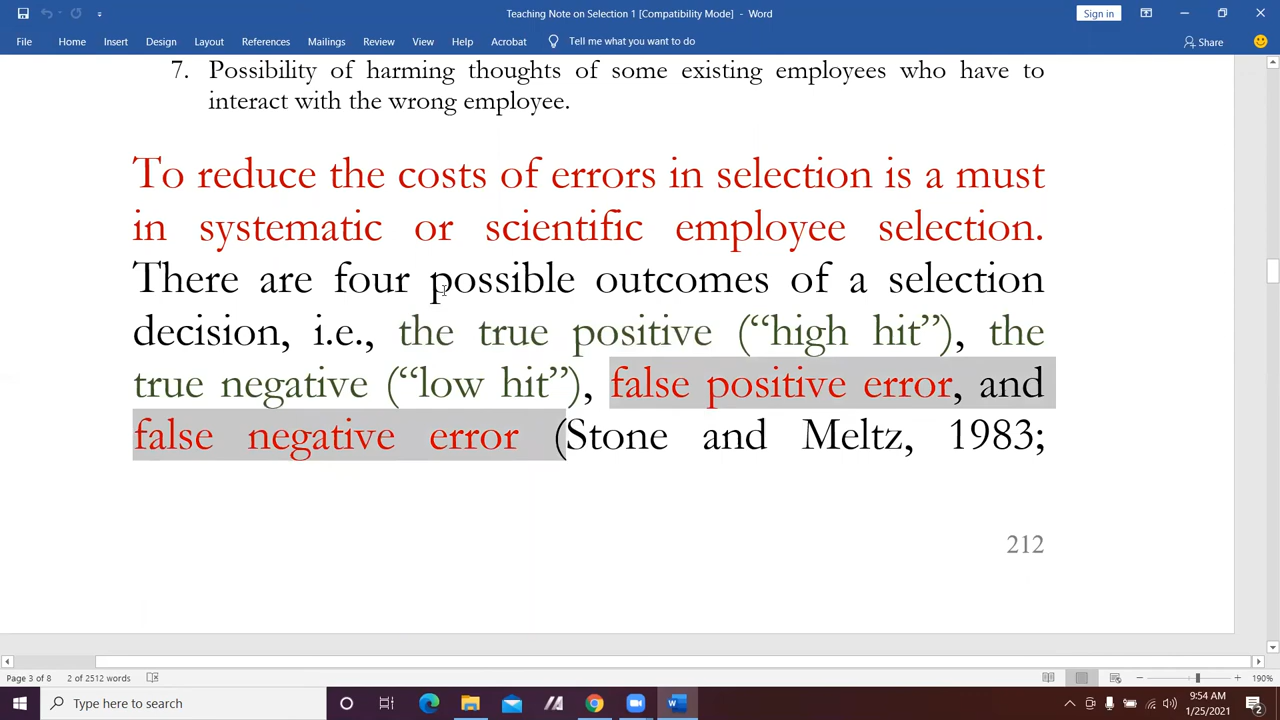 Teaching Note on Selection 1 [Compatibility Mode] - Word
Sign in
File Home Insert Design Layout References Mailings Review View Help Acrobat Tell me what you want to do Share
7. Possibility of harming thoughts of some existing employees who have to
interact with the wrong employee.
To reduce the costs of errors in selection is a must
in systematic or scientific employee selection.
There are four possible outcomes of a selection
decision, i.e., the true positive (“high hit”), the
true negative (“low hit”), false positive error, and
false negative error (Stone and Meltz, 1983;
212
Page 3 of 8 2 of 2512 words 190%
Type here to search
9:54 AM
1/25/2021
2